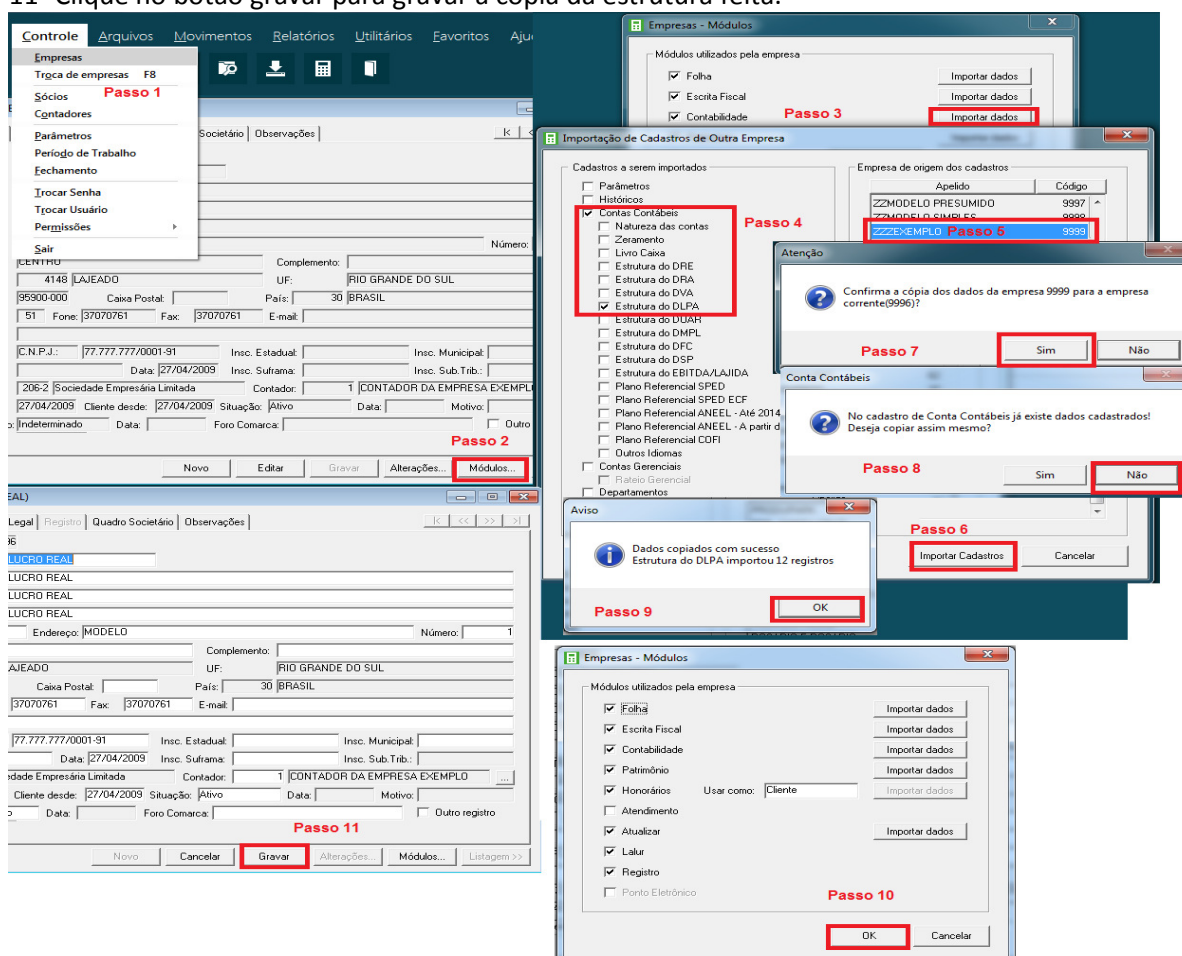 11- Clique no botão gravar para gravar a cópia da estrutura feita.
Controle Arquivos Movimentos Relatórios Utilitários Favoritos
Empresas
Troca de empresas F8
Passo 1
Sócios
Contadores
Parâmetros
Período de Trabalho
Fechamento
Trocar Senha
Trocar Usuário
Permissões
Sair
Societário Observações
Número:
CENTRO Complemento:
4148 LAJEADO UF: RIO GRANDE DO SUL
95900-000 Caixa Postal: País: 30 BRASIL
51 Fone: 37070761 Fax: 37070761 E-mail:
C.N.P.J.: 77.777.777/0001-91 Insc. Estadual: Insc. Municipal:
Data: 27/04/2009 Insc. Suframa: Insc. Sub.Trib.:
206-2 Sociedade Empresária Limitada Contador: 1 CONTADOR DA EMPRESA EXEMPL
27/04/2009 Cliente desde: 27/04/2009 Situação: Ativo Data: Motivo:
Indeterminado Data: Foro Comarca: Outro
Passo 2
Novo Editar Gravar Alterações... Módulos...
Empresas - Módulos
Módulos utilizados pela empresa
Folha Importar dados
Escrita Fiscal Importar dados
Contabilidade Passo 3 Importar dados
Importação de Cadastros de Outra Empresa
Cadastros a serem importados
Parâmetros
Históricos
Contas Contábeis
Natureza das contas
Passo 4
Zeramento
Livro Caixa
Estrutura do DRE
Estrutura do DRA
Estrutura do DVA
Estrutura do DLPA
Estrutura do DOAR
Estrutura do DMPL
Estrutura do DFC
Estrutura do DSP
Estrutura do EBITDA/LAJIDA
Plano Referencial SPED
Plano Referencial SPED ECF
Plano Referencial ANEEL - Até 2014
Plano Referencial ANEEL - A partir d
Plano Referencial COFI
Outros Idiomas
Contas Gerenciais
Rateio Gerencial
Departamentos
Empresa de origem dos cadastros
Apelido Código
ZZMODELO PRESUMIDO 9997
ZZMODELO SIMPLES 9998
ZZZEXEMPLO Passo 5 9999
Atenção
Confirma a cópia dos dados da empresa 9999 para a empresa
corrente(9996)?
Passo 7 Sim Não
Conta Contábeis
No cadastro de Conta Contábeis já existe dados cadastrados!
Deseja copiar assim mesmo?
Passo 8 Sim Não
Passo 6
Importar Cadastros Cancelar
Aviso
Dados copiados com sucesso
Estrutura do DLPA importou 12 registros
Passo 9 OK
EAL)
Legal Registro Quadro Societário Observações
LUCRO REAL
LUCRO REAL
LUCRO REAL
LUCRO REAL
Endereço: MODELO Número: 1
Complemento:
AJEADO UF: RIO GRANDE DO SUL
Caixa Postal: País: 30 BRASIL
37070761 Fax: 37070761 E-mail:
77.777.777/0001-91 Insc. Estadual: Insc. Municipal:
Data: 27/04/2009 Insc. Suframa: Insc. Sub.Trib.:
edade Empresária Limitada Contador: 1 CONTADOR DA EMPRESA EXEMPLO ...
Cliente desde: 27/04/2009 Situação: Ativo Data: Motivo:
Data: Foro Comarca: Outro registro
Passo 11
Novo Cancelar Gravar Alterações... Módulos... Listagem >>
Empresas - Módulos
Módulos utilizados pela empresa
Folha Importar dados
Escrita Fiscal Importar dados
Contabilidade Importar dados
Patrimônio Importar dados
Honorários Usar como: Cliente Importar dados
Atendimento
Atualizar Importar dados
Lalur
Registro
Ponto Eletrônico
Passo 10
OK Cancelar